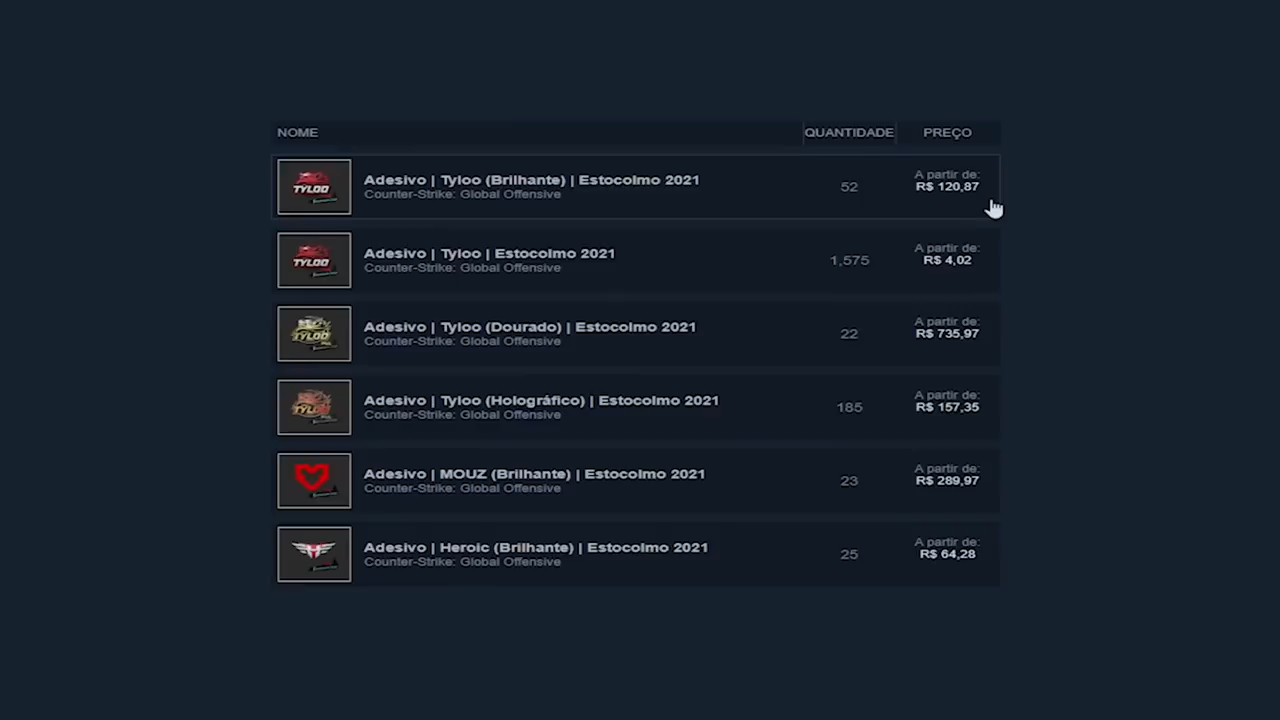 NOME QUANTIDADE PREÇO
TYLOO
Adesivo | Tyloo (Brilhante) | Estocolmo 2021
Counter-Strike: Global Offensive
52
A partir de:
R$ 120,87
TYLOO
Adesivo | Tyloo | Estocolmo 2021
Counter-Strike: Global Offensive
1,575
A partir de:
R$ 4,02
TYLOO
Adesivo | Tyloo (Dourado) | Estocolmo 2021
Counter-Strike: Global Offensive
22
A partir de:
R$ 735,97
TYLOO
Adesivo | Tyloo (Holográfico) | Estocolmo 2021
Counter-Strike: Global Offensive
185
A partir de:
R$ 157,35
Adesivo | MOUZ (Brilhante) | Estocolmo 2021
Counter-Strike: Global Offensive
23
A partir de:
R$ 289,97
Adesivo | Heroic (Brilhante) | Estocolmo 2021
Counter-Strike: Global Offensive
25
A partir de:
R$ 64,28